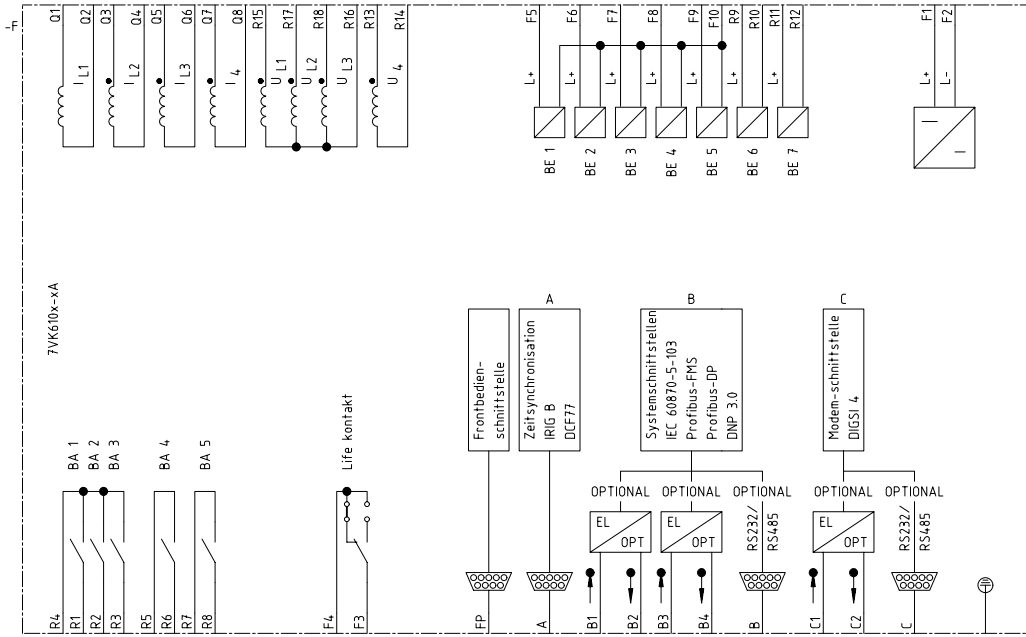 -F
Q1
Q2
Q3
Q4
Q5
Q6
Q7
Q8
R15
R17
R18
R16
R13
R14
F5
F6
F7
F8
F9
F10
R9
R10
R11
R12
F1
F2
I L1
I L2
I L3
I 4
U L1
U L2
U L3
U 4
L+
L+
L+
L+
L+
L+
L+
L+
L-
BE 1
BE 2
BE 3
BE 4
BE 5
BE 6
BE 7
7VK610x-xA
A
B
C
Frontbedien-
schnittstelle
Zeitsynchronisation
IRIG B
DCF77
Systemschnittstellen
IEC 60870-5-103
Profibus-FMS
Profibus-DP
DNP 3.0
Modem-schnittstelle
DIGSI 4
BA 1
BA 2
BA 3
BA 4
BA 5
Life kontakt
OPTIONAL
OPTIONAL
OPTIONAL
OPTIONAL
OPTIONAL
EL
OPT
EL
OPT
RS232/
RS485
EL
OPT
RS232/
RS485
R4
R1
R2
R3
R5
R6
R7
R8
F4
F3
FP
A
B1
B2
B3
B4
B
C1
C2
C